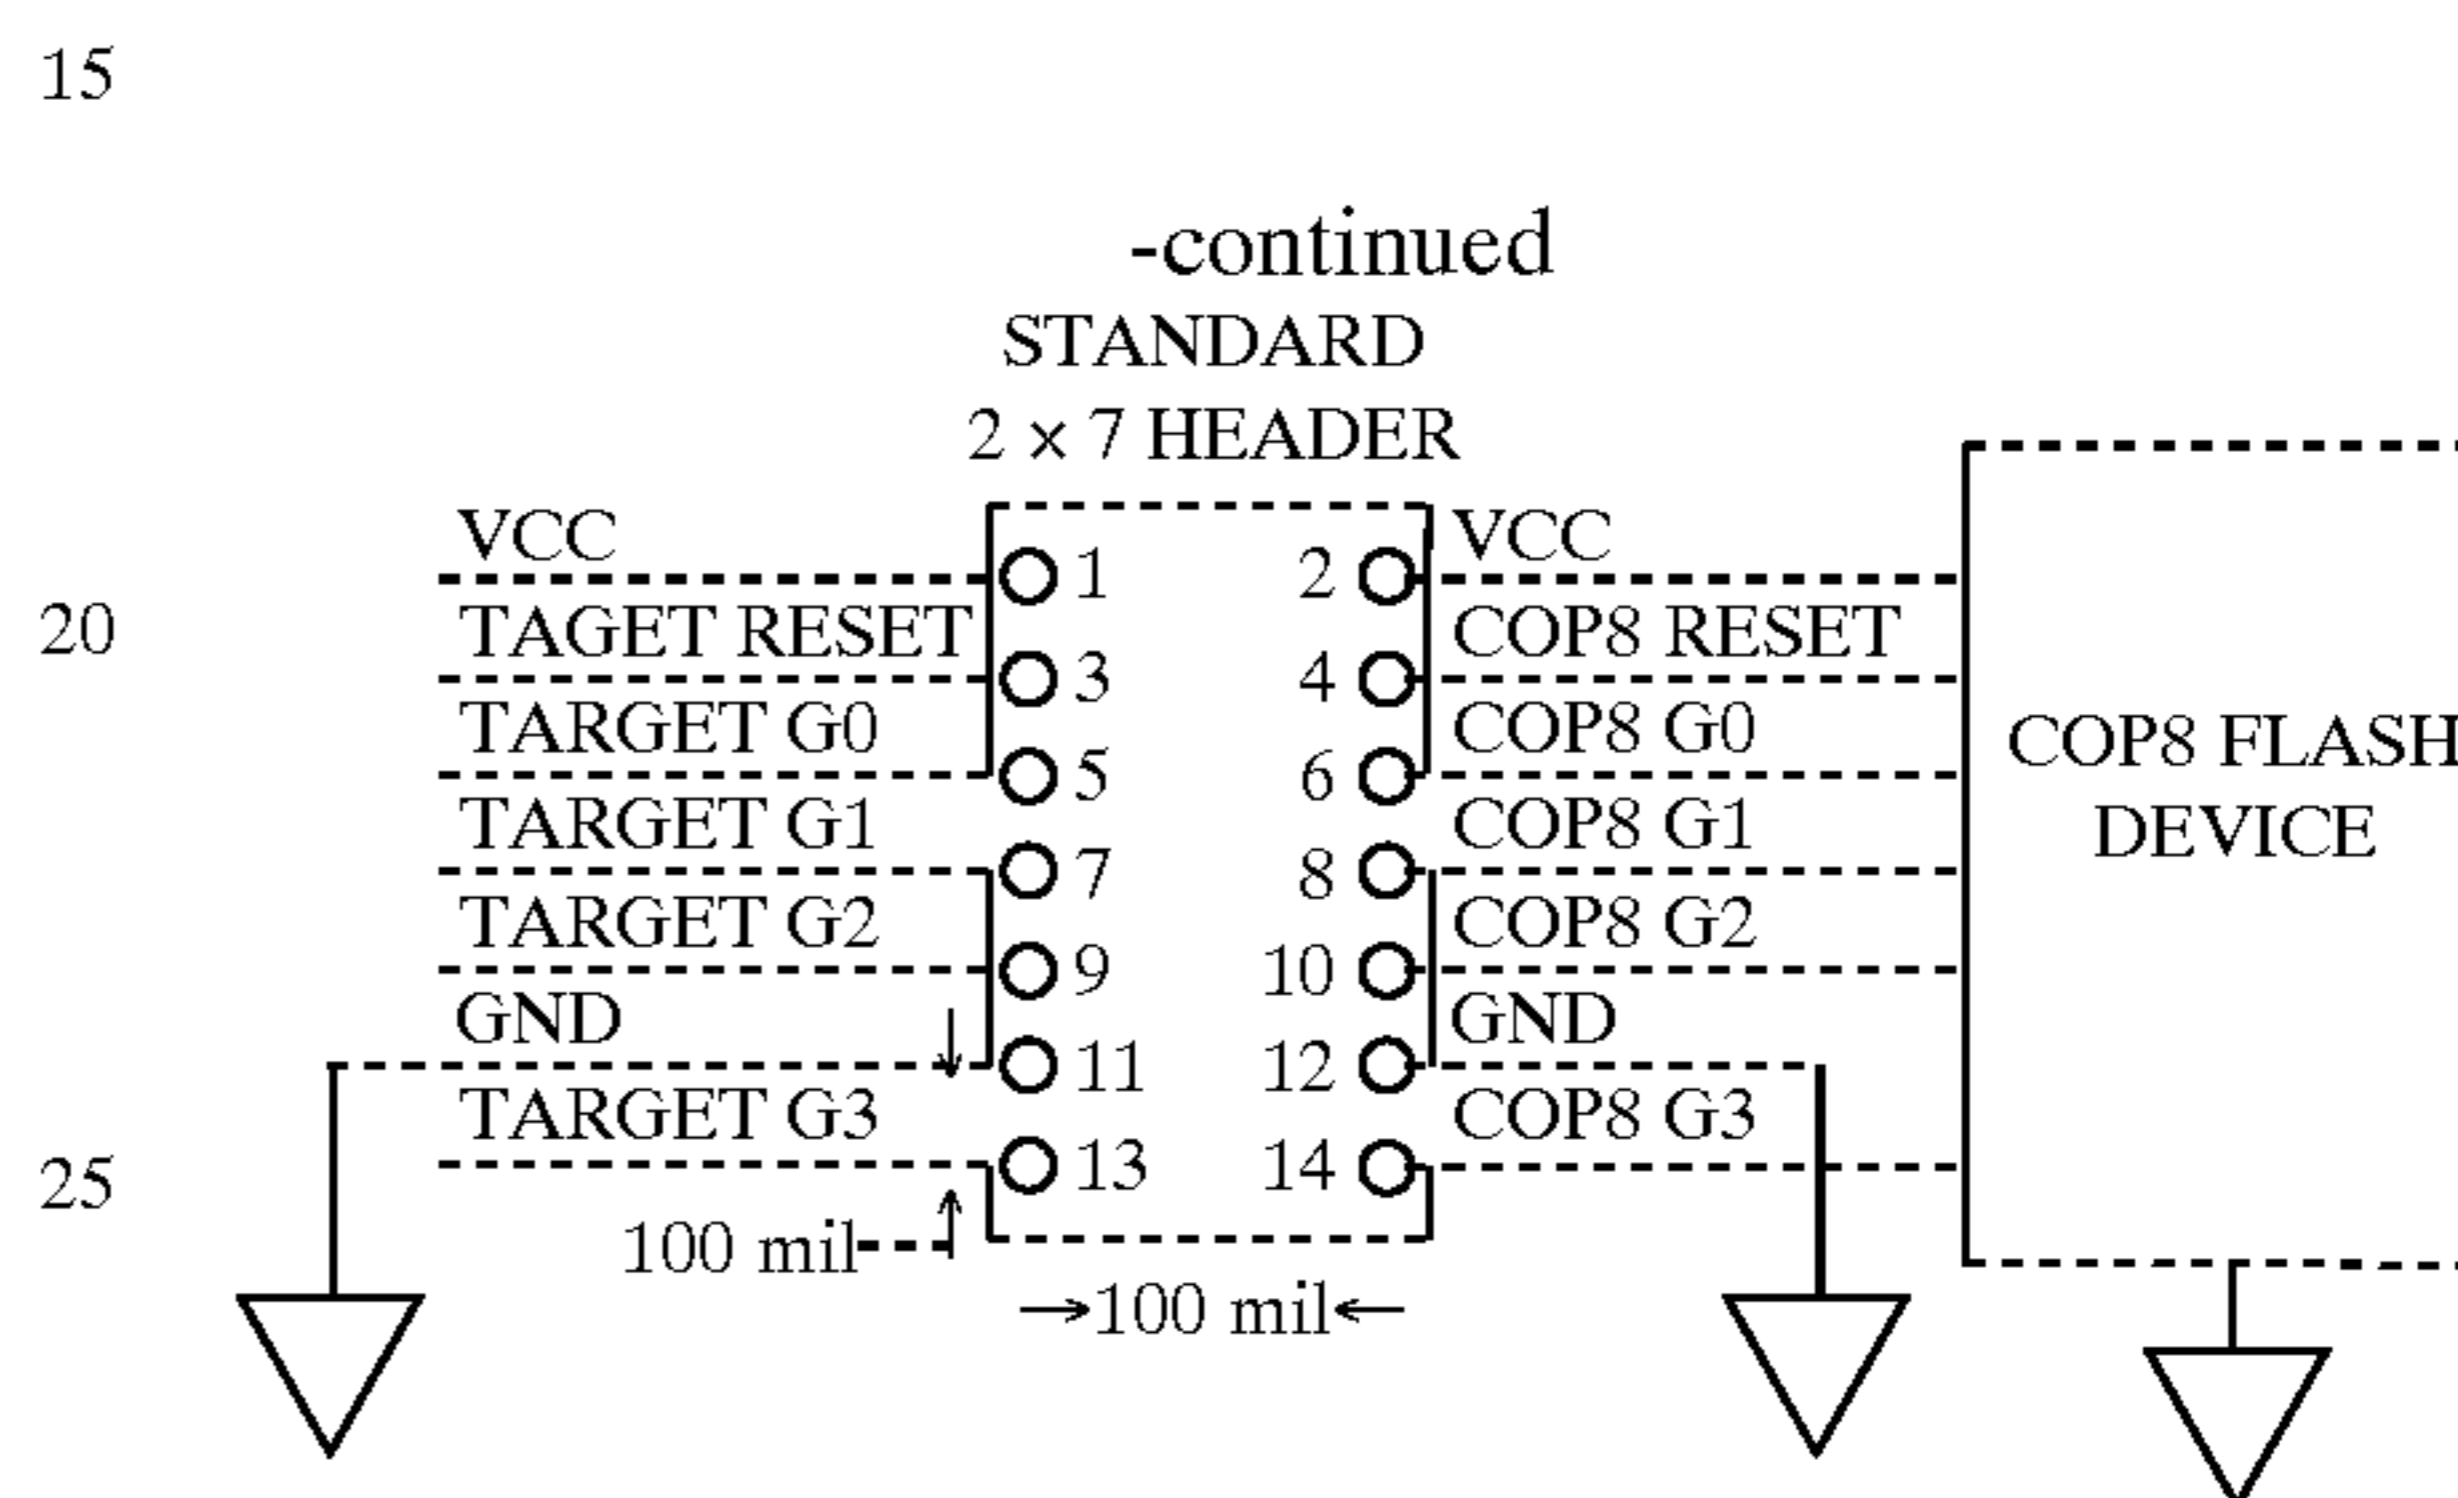 15
-continued
STANDARD
2 × 7 HEADER
VCC 1 2 VCC
20 TAGET RESET 3 4 COP8 RESET
TARGET G0 5 6 COP8 G0
COP8 FLASH
TARGET G1 7 8 COP8 G1
DEVICE
TARGET G2 9 10 COP8 G2
GND 11 12 GND
TARGET G3 13 14 COP8 G3
25
100 mil
100 mil